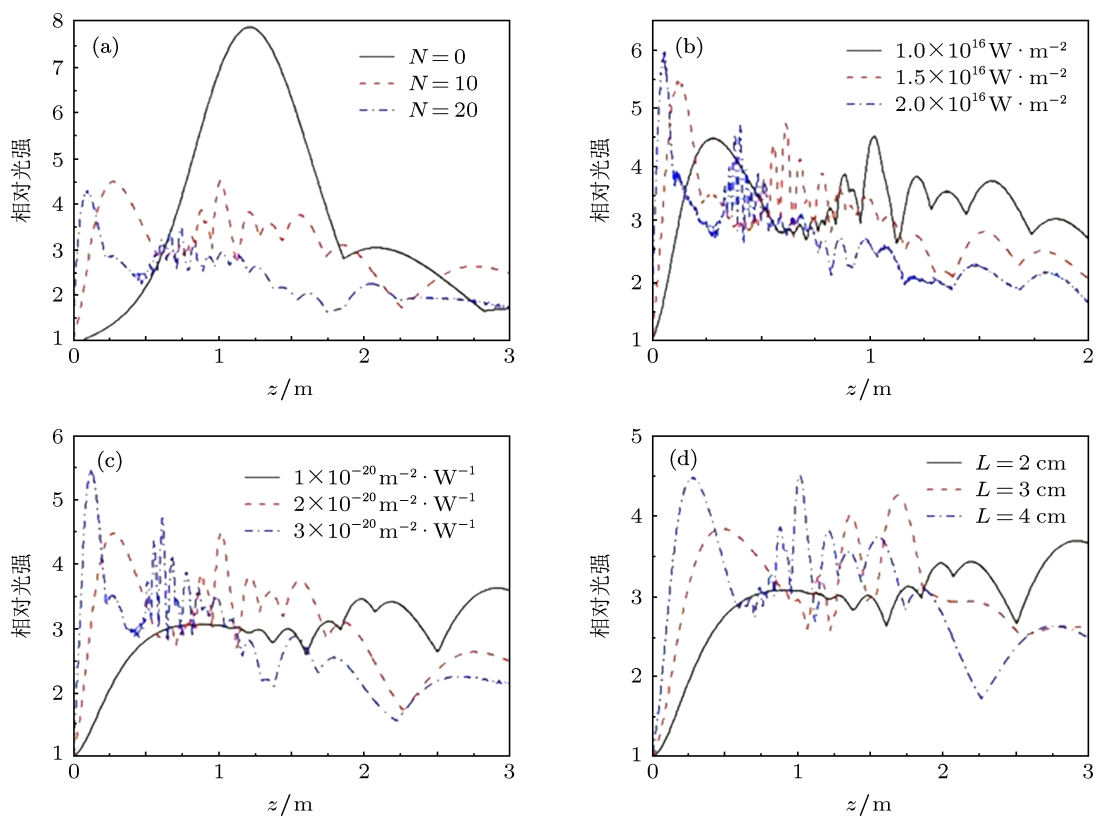 (a)
N = 0
N = 10
N = 20
8
7
6
5
4
3
2
1
相对光强
0
1
2
3
z/m
(b)
1.0×10¹⁶W·m⁻²
1.5×10¹⁶W·m⁻²
2.0×10¹⁶W·m⁻²
6
5
4
3
2
1
相对光强
0
1
2
z/m
(c)
1×10⁻²⁰m⁻²·W⁻¹
2×10⁻²⁰m⁻²·W⁻¹
3×10⁻²⁰m⁻²·W⁻¹
6
5
4
3
2
1
相对光强
0
1
2
3
z/m
(d)
L = 2 cm
L = 3 cm
L = 4 cm
5
4
3
2
1
相对光强
0
1
2
3
z/m